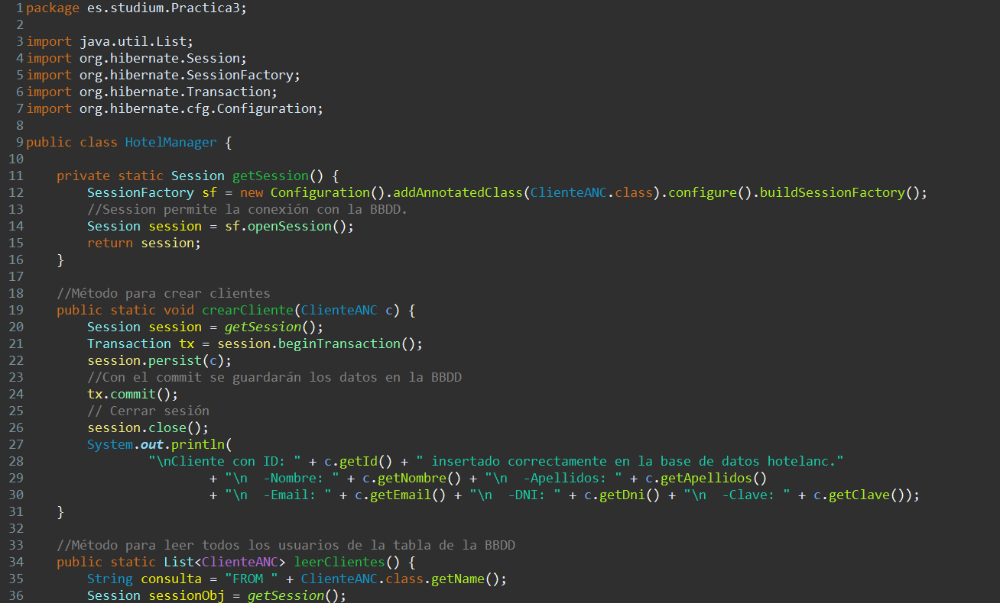 1 package es.studium.Practica3;
2
3 import java.util.List;
4 import org.hibernate.Session;
5 import org.hibernate.SessionFactory;
6 import org.hibernate.Transaction;
7 import org.hibernate.cfg.Configuration;
8
9 public class HotelManager {
10
11     private static Session getSession() {
12         SessionFactory sf = new Configuration().addAnnotatedClass(ClienteANC.class).configure().buildSessionFactory();
13         //Session permite la conexión con la BBDD.
14         Session session = sf.openSession();
15         return session;
16     }
17
18     //Método para crear clientes
19     public static void crearCliente(ClienteANC c) {
20         Session session = getSession();
21         Transaction tx = session.beginTransaction();
22         session.persist(c);
23         //Con el commit se guardarán los datos en la BBDD
24         tx.commit();
25         // Cerrar sesión
26         session.close();
27         System.out.println(
28                 "\nCliente con ID: " + c.getId() + " insertado correctamente en la base de datos hotelanc."
29                         + "\n  -Nombre: " + c.getNombre() + "\n  -Apellidos: " + c.getApellidos()
30                         + "\n  -Email: " + c.getEmail() + "\n  -DNI: " + c.getDni() + "\n  -Clave: " + c.getClave());
31     }
32
33     //Método para leer todos los usuarios de la tabla de la BBDD
34     public static List<ClienteANC> leerClientes() {
35         String consulta = "FROM " + ClienteANC.class.getName();
36         Session sessionObj = getSession();